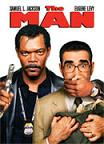 SAMUEL L. JACKSON EUGENE LEVY
THE MAN